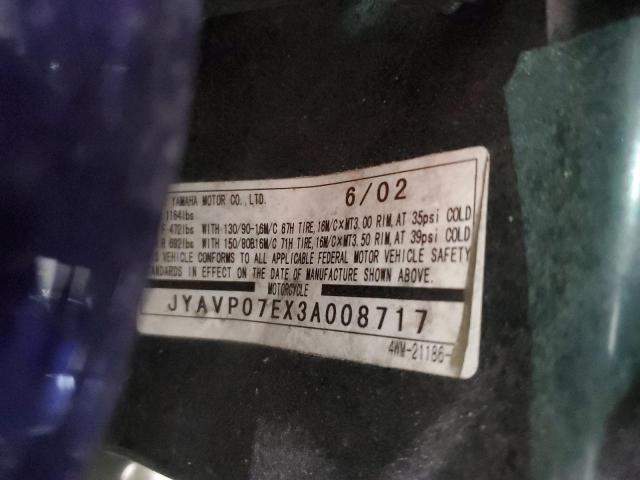 YAMAHA MOTOR CO., LTD. 6/02
1164lbs
F 472lbs WITH 130/90-16M/C 67H TIRE, 16M/C×MT3.00 RIM, AT 35psi COLD
R 692lbs WITH 150/80B16M/C 71H TIRE, 16M/C×MT3.50 RIM, AT 39psi COLD
VEHICLE CONFORMS TO ALL APPLICABLE FEDERAL MOTOR VEHICLE SAFETY
STANDARDS IN EFFECT ON THE DATE OF MANUFACTURE SHOWN ABOVE.
MOTORCYCLE
JYAVP07EX3A008717
4WM-21186-